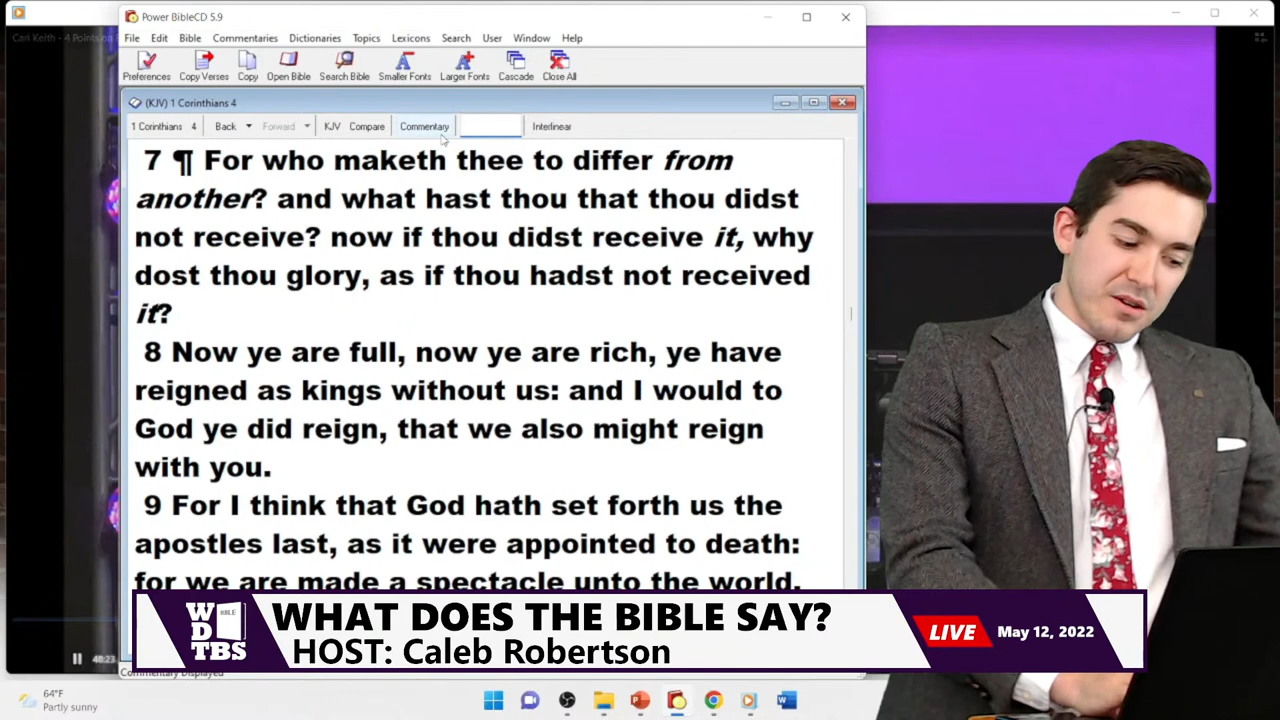 Power BibleCD 5.9
File Edit Bible Commentaries Dictionaries Topics Lexicons Search User Window Help
Preferences Copy Verses Copy Open Bible Search Bible Smaller Fonts Larger Fonts Cascade Close All
(KJV) 1 Corinthians 4
1 Corinthians 4 Back Forward KJV Compare Commentary Interlinear
7 ¶ For who maketh thee to differ from
another? and what hast thou that thou didst
not receive? now if thou didst receive it, why
dost thou glory, as if thou hadst not received
it?
8 Now ye are full, now ye are rich, ye have
reigned as kings without us: and I would to
God ye did reign, that we also might reign
with you.
9 For I think that God hath set forth us the
apostles last, as it were appointed to death:
for we are made a spectacle unto the world,
WD BIBLE
TBS
WHAT DOES THE BIBLE SAY?
HOST: Caleb Robertson
LIVE May 12, 2022
48:23
Commentary Displayed
64°F
Partly sunny